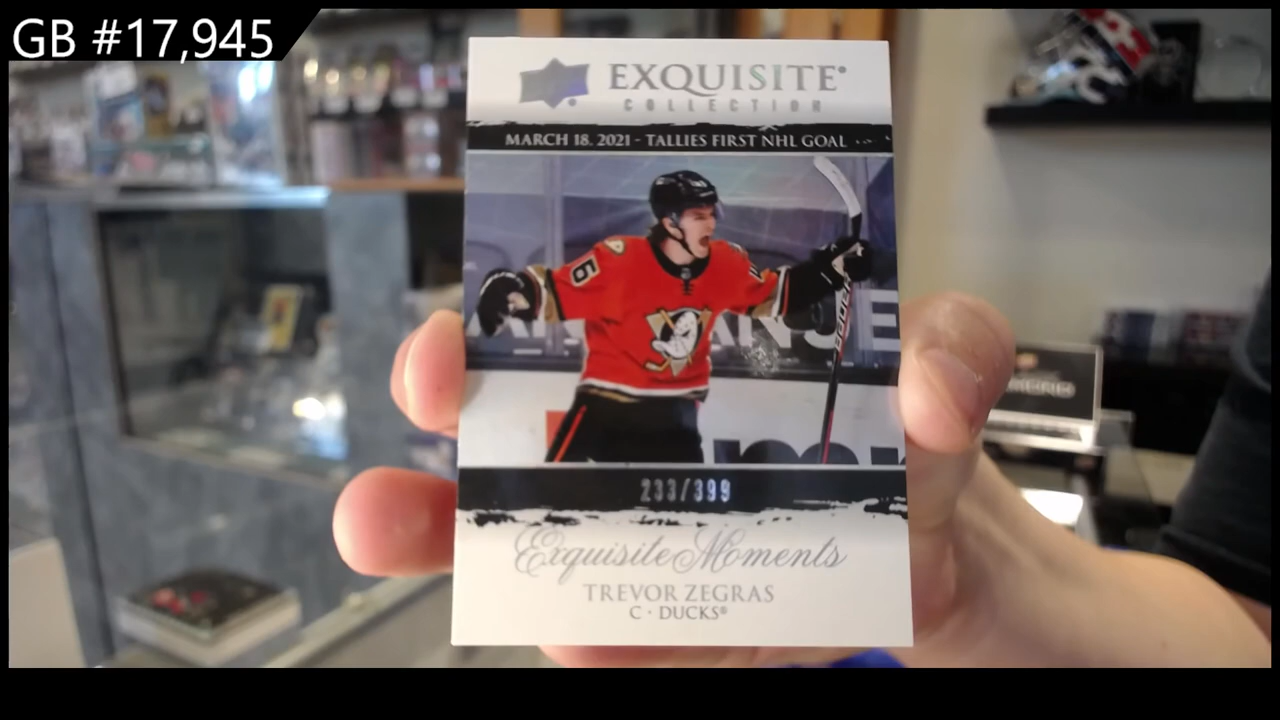 GB #17,945
EXQUISITE
COLLECTION
MARCH 18, 2021 - TALLIES FIRST NHL GOAL
233/399
Exquisite Moments
TREVOR ZEGRAS
C · DUCKS®